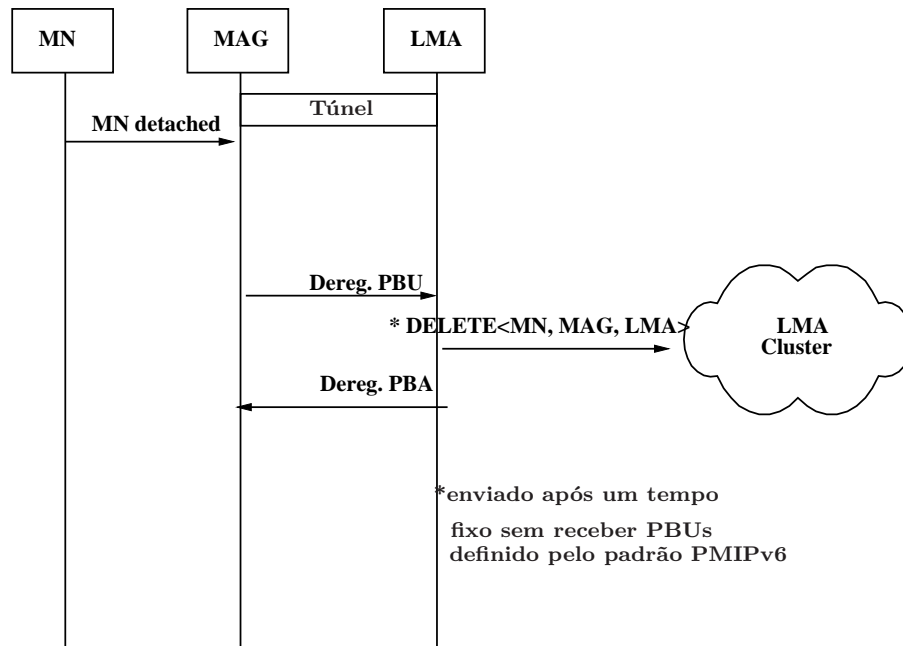 MN
MAG
LMA
Túnel
MN detached
Dereg. PBU
* DELETE<MN, MAG, LMA>
LMA
Cluster
Dereg. PBA
*enviado após um tempo
fixo sem receber PBUs
definido pelo padrão PMIPv6